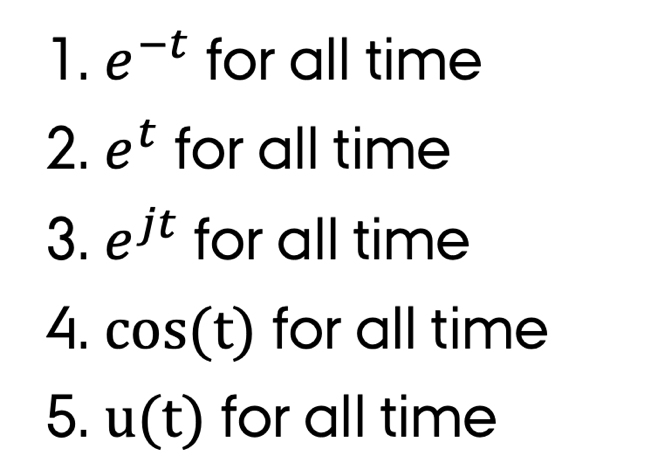 1. e^{-t} for all time
2. e^{t} for all time
3. e^{jt} for all time
4. cos(t) for all time
5. u(t) for all time